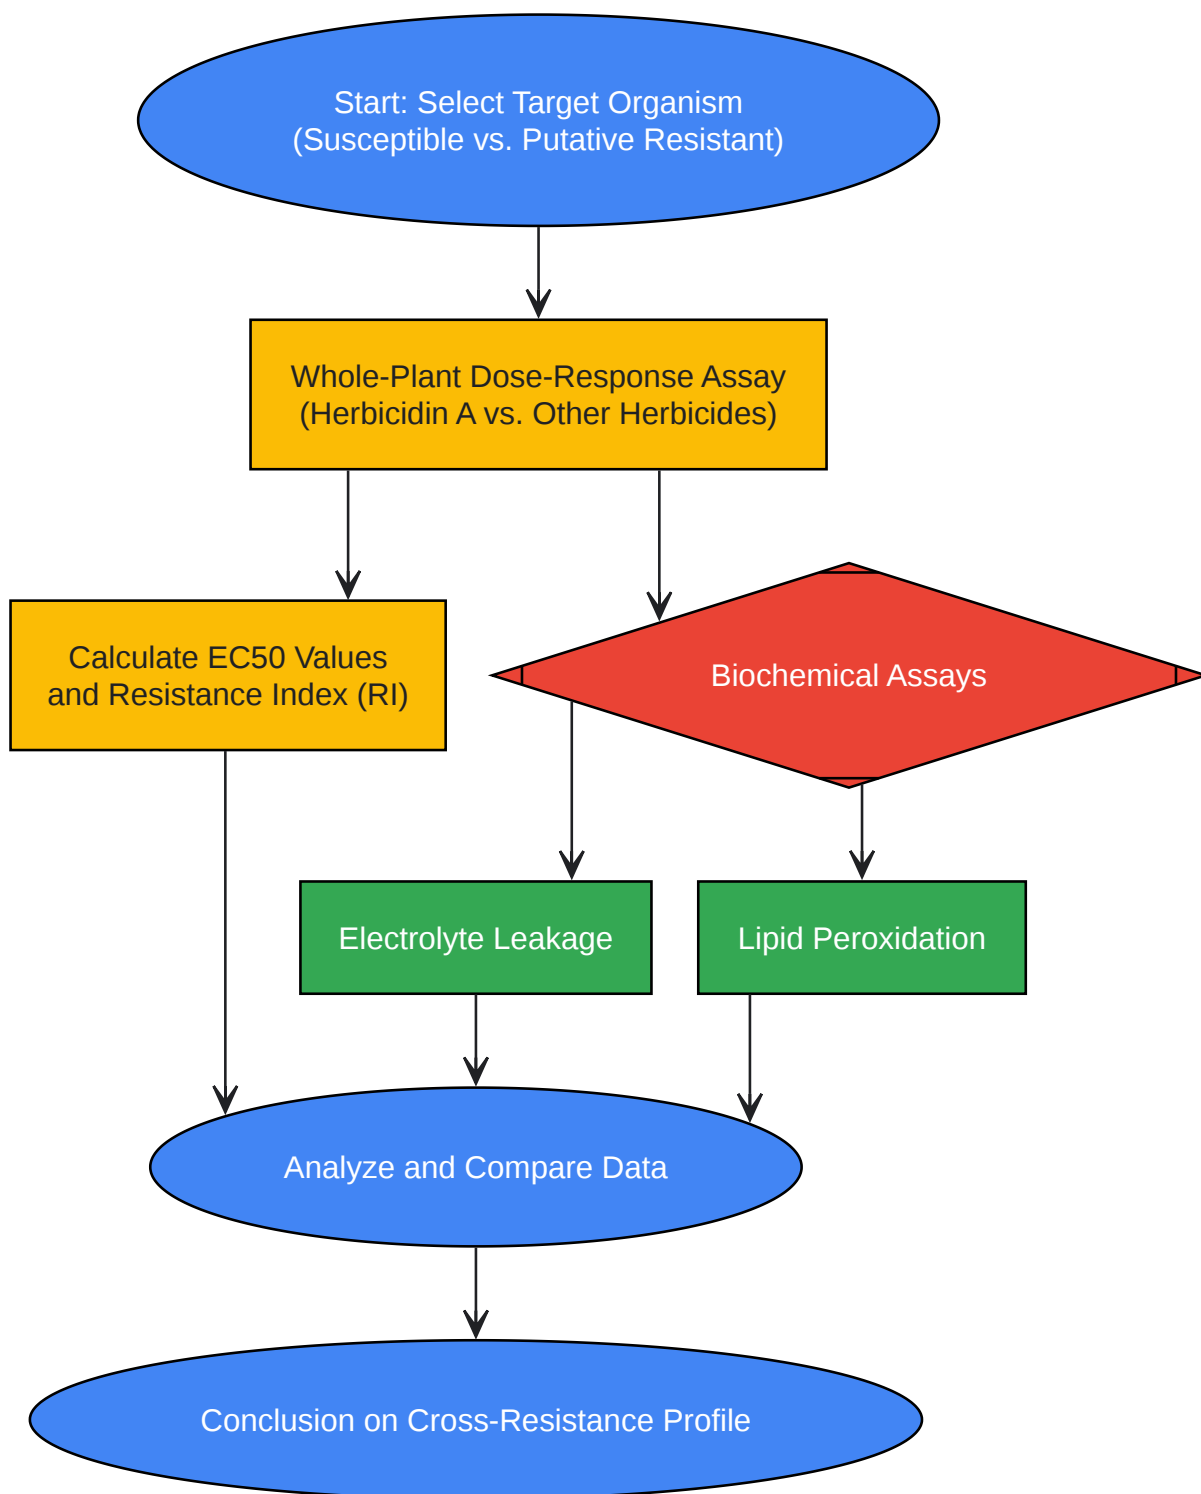 Start: Select Target Organism
(Susceptible vs. Putative Resistant)
Whole-Plant Dose-Response Assay
(Herbicidin A vs. Other Herbicides)
Calculate EC50 Values
and Resistance Index (RI)
Biochemical Assays
Electrolyte Leakage
Lipid Peroxidation
Analyze and Compare Data
Conclusion on Cross-Resistance Profile